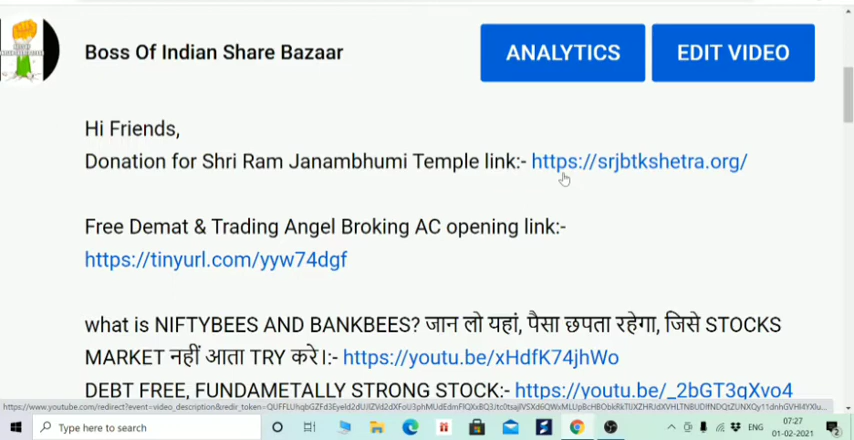 Boss Of Indian Share Bazaar
ANALYTICS
EDIT VIDEO
Hi Friends,
Donation for Shri Ram Janambhumi Temple link:- https://srjbtkshetra.org/
Free Demat & Trading Angel Broking AC opening link:-
https://tinyurl.com/yyw74dgf
what is NIFTYBEES AND BANKBEES? जान लो यहां, पैसा छपता रहेगा, जिसे STOCKS
MARKET नहीं आता TRY करे।:- https://youtu.be/xHdfK74jhWo
DEBT FREE, FUNDAMETALLY STRONG STOCK:- https://youtu.be/_2bGT3qXvo4
Type here to search
ENG
07:27
01-02-2021